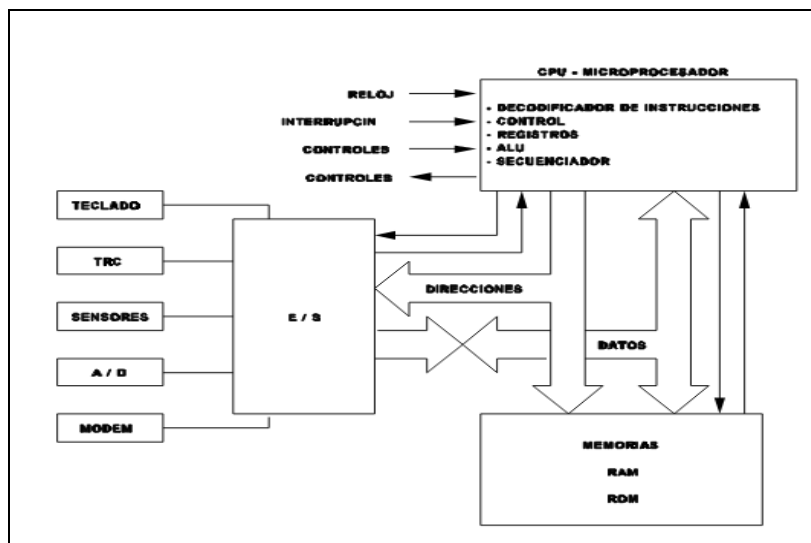 CPU - MICROPROCESADOR
RELOJ
INTERRUPCIN
CONTROLES
CONTROLES
- DECODIFICADOR DE INSTRUCCIONES
- CONTROL
- REGISTROS
- ALU
- SECUENCIADOR
TECLADO
TRC
SENSORES
A / D
MODEM
E / S
DIRECCIONES
DATOS
MEMORIAS
RAM
ROM